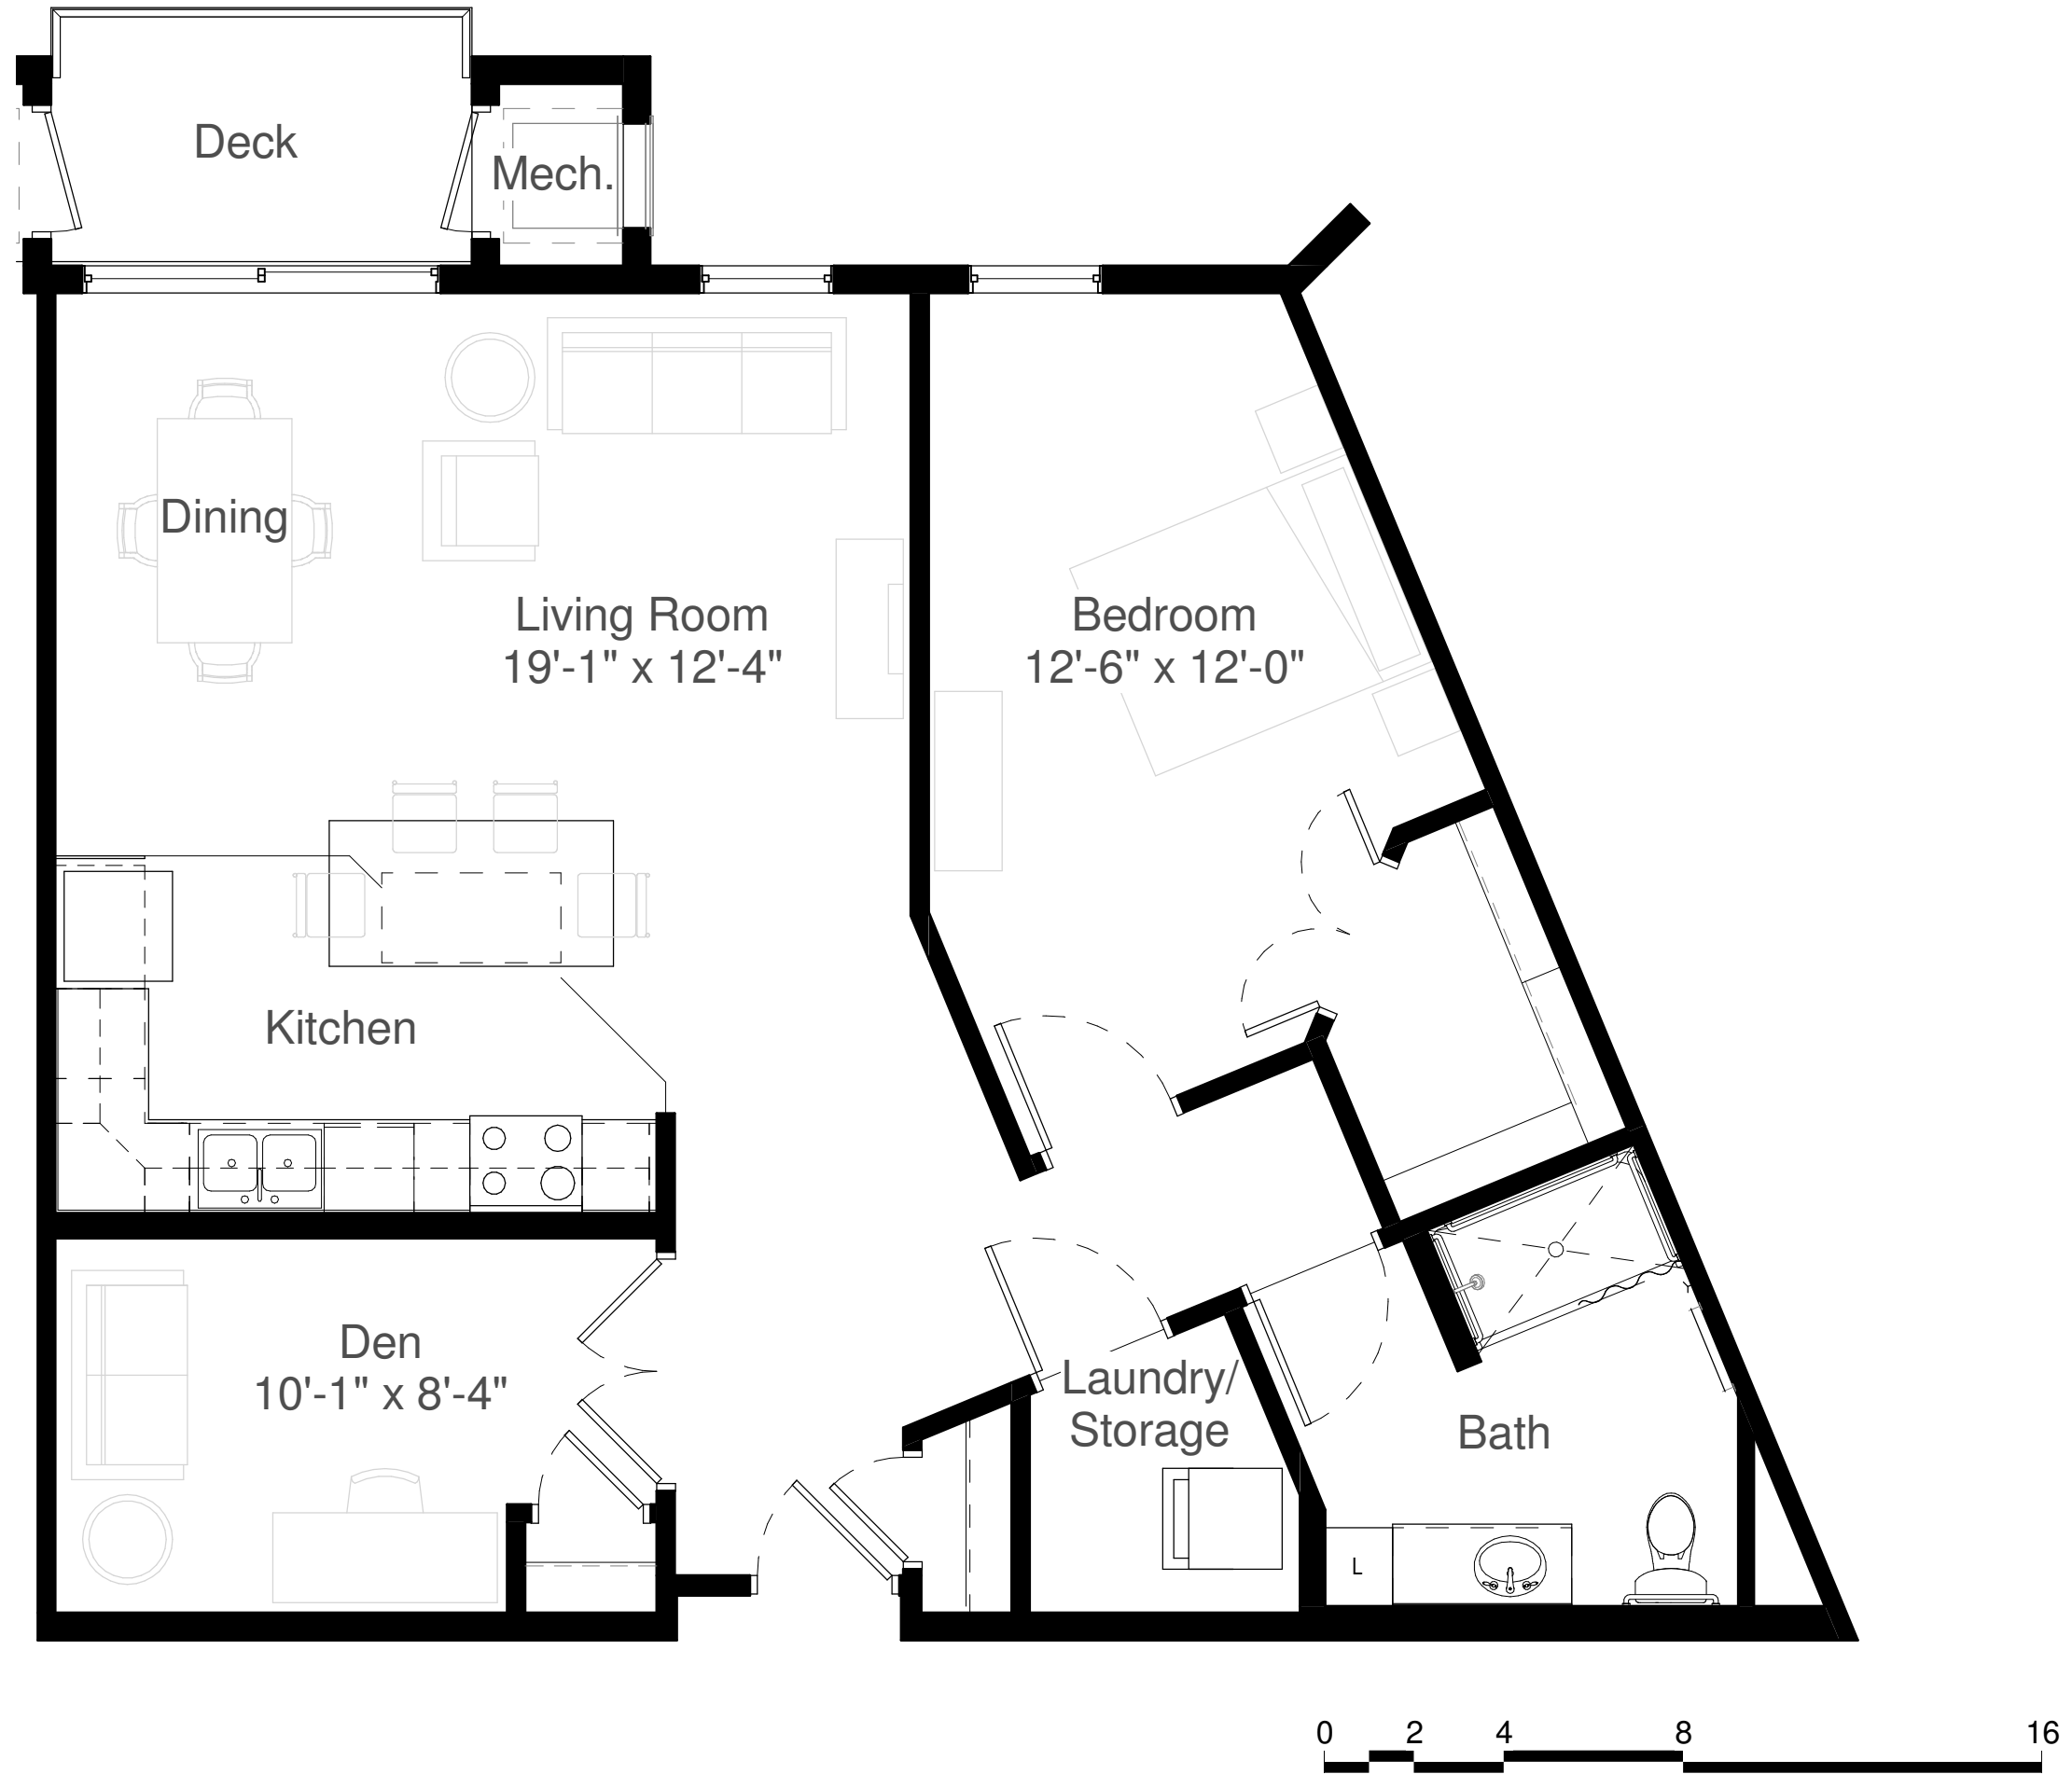 Deck
Mech.
Dining
Living Room
19'-1" x 12'-4"
Bedroom
12'-6" x 12'-0"
Kitchen
Den
10'-1" x 8'-4"
Laundry/
Storage
Bath
L
0 2 4 8 16